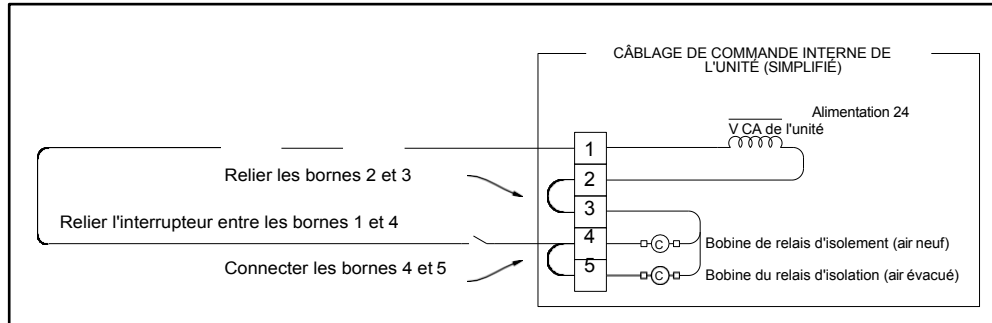 CÂBLAGE DE COMMANDE INTERNE DE
L'UNITÉ (SIMPLIFIÉ)
Alimentation 24
V CA de l'unité
1
2
3
4
5
Relier les bornes 2 et 3
Relier l'interrupteur entre les bornes 1 et 4
Connecter les bornes 4 et 5
C
Bobine de relais d'isolement (air neuf)
C
Bobine du relais d'isolation (air évacué)